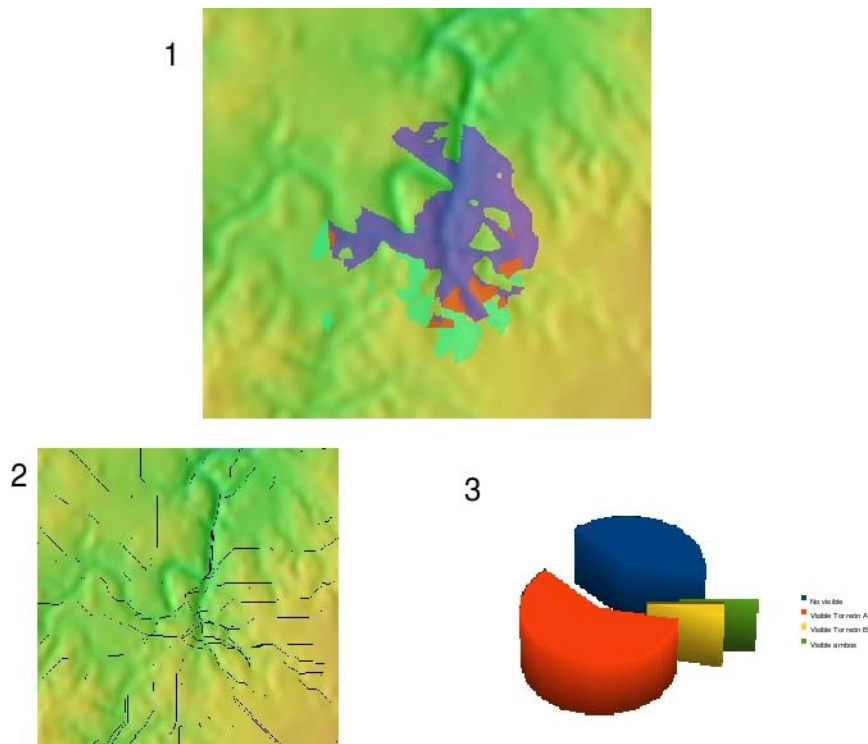 1
2
3
No visible
Visible Torreón A
Visible Torreón B
Visible ambos